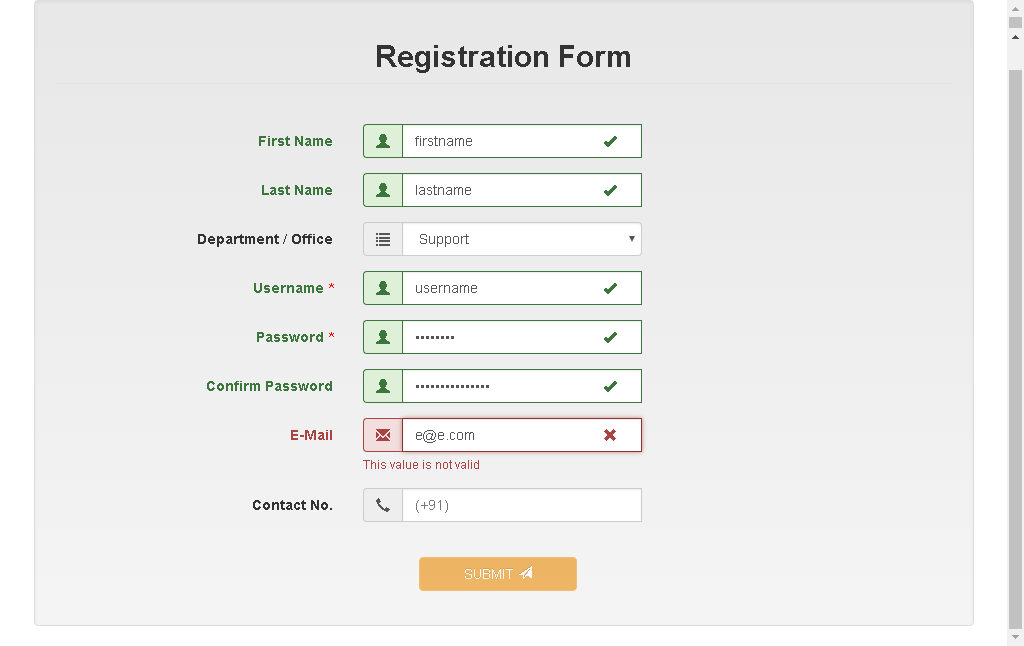 Registration Form
First Name firstname
Last Name lastname
Department / Office Support
Username * username
Password * ••••••••
Confirm Password •••••••••••••••
E-Mail e@e.com
This value is not valid
Contact No. (+91)
SUBMIT